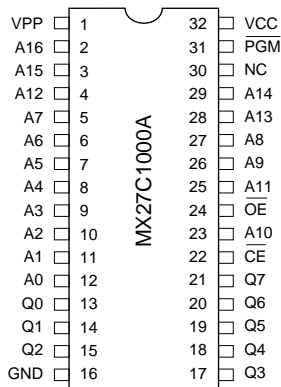 VPP 1 32 VCC
A16 2 31 PGM
A15 3 30 NC
A12 4 29 A14
A7 5 28 A13
A6 6 27 A8
A5 7 26 A9
A4 8 25 A11
A3 9 24 OE
A2 10 23 A10
A1 11 22 CE
A0 12 21 Q7
Q0 13 20 Q6
Q1 14 19 Q5
Q2 15 18 Q4
GND 16 17 Q3
MX27C1000A